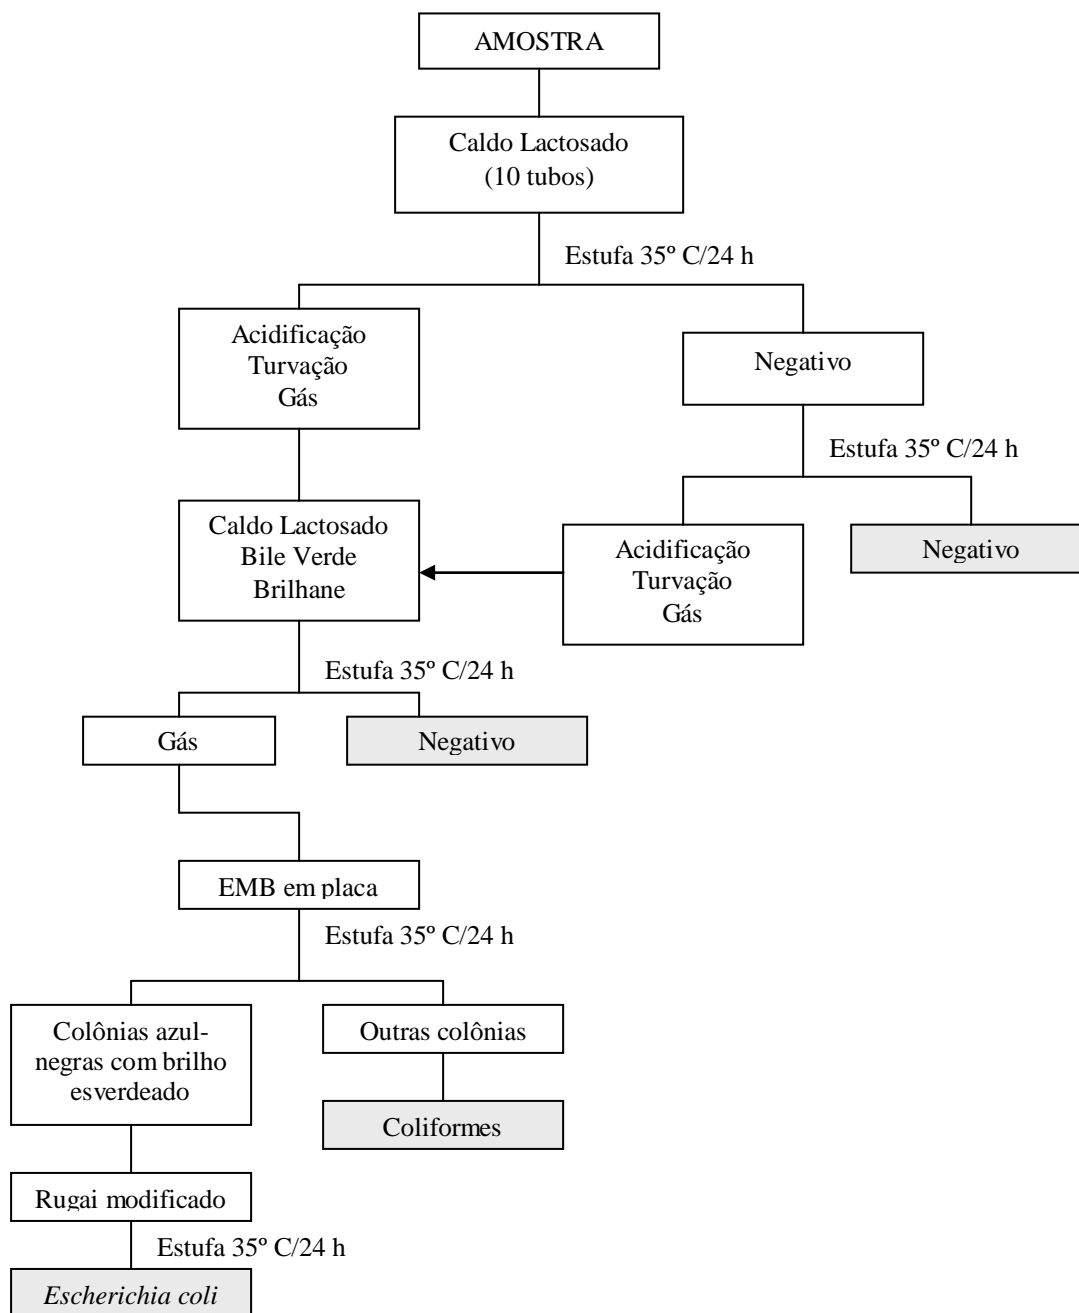 AMOSTRA
Caldo Lactosado
(10 tubos)
Estufa 35º C/24 h
Acidificação
Turvação
Gás
Negativo
Estufa 35º C/24 h
Caldo Lactosado
Bile Verde
Brilhane
Acidificação
Turvação
Gás
Negativo
Estufa 35º C/24 h
Gás
Negativo
EMB em placa
Estufa 35º C/24 h
Colônias azul-
negras com brilho
esverdeado
Outras colônias
Coliformes
Rugai modificado
Estufa 35º C/24 h
Escherichia coli